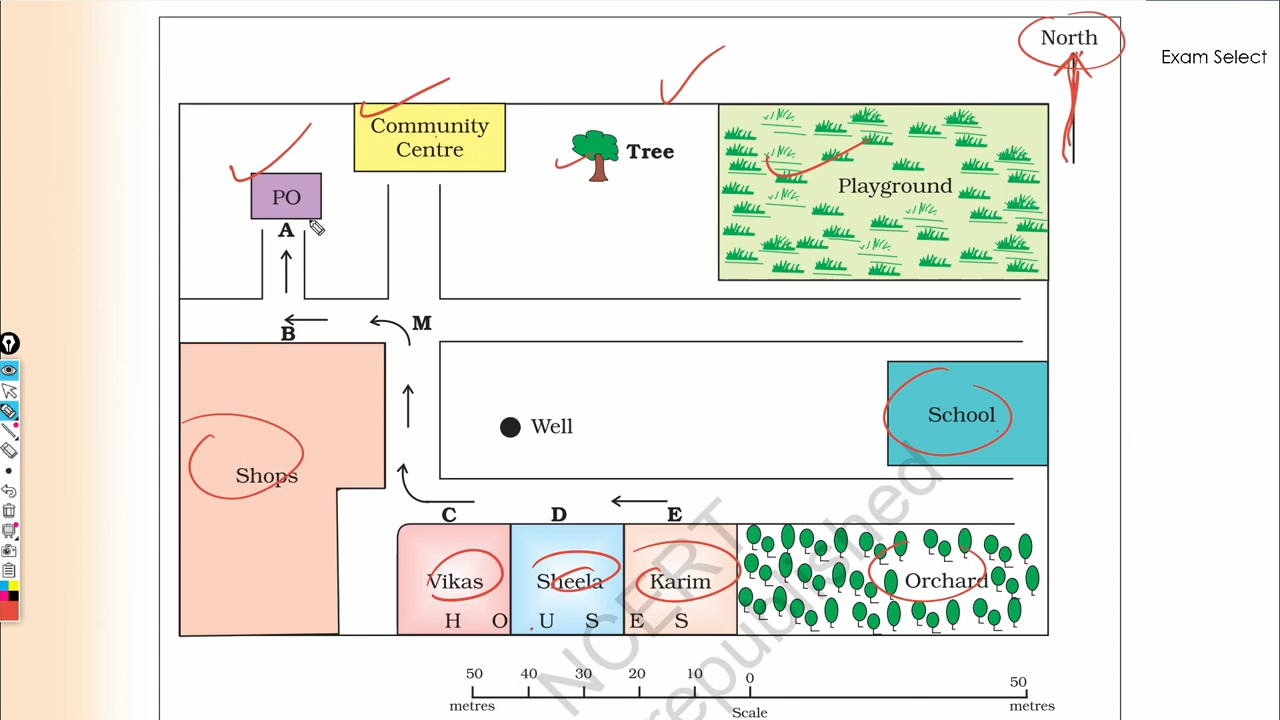 North
Exam Select
Community
Centre
Tree
PO
Playground
A
M
B
School
Well
Shops
C D E
Vikas Sheela Karim Orchard
H O U S E S
NCERT
republished
50 40 30 20 10 0 50
metres Scale metres